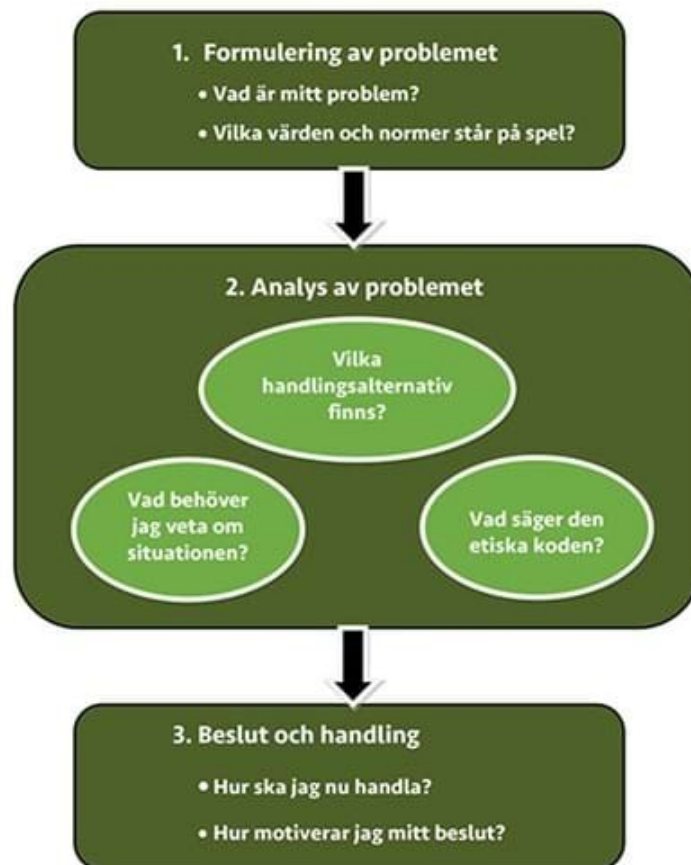 1. Formulering av problemet
• Vad är mitt problem?
• Vilka värden och normer står på spel?
2. Analys av problemet
Vilka
handlingsalternativ
finns?
Vad behöver
jag veta om
situationen?
Vad säger den
etiska koden?
3. Beslut och handling
• Hur ska jag nu handla?
• Hur motiverar jag mitt beslut?